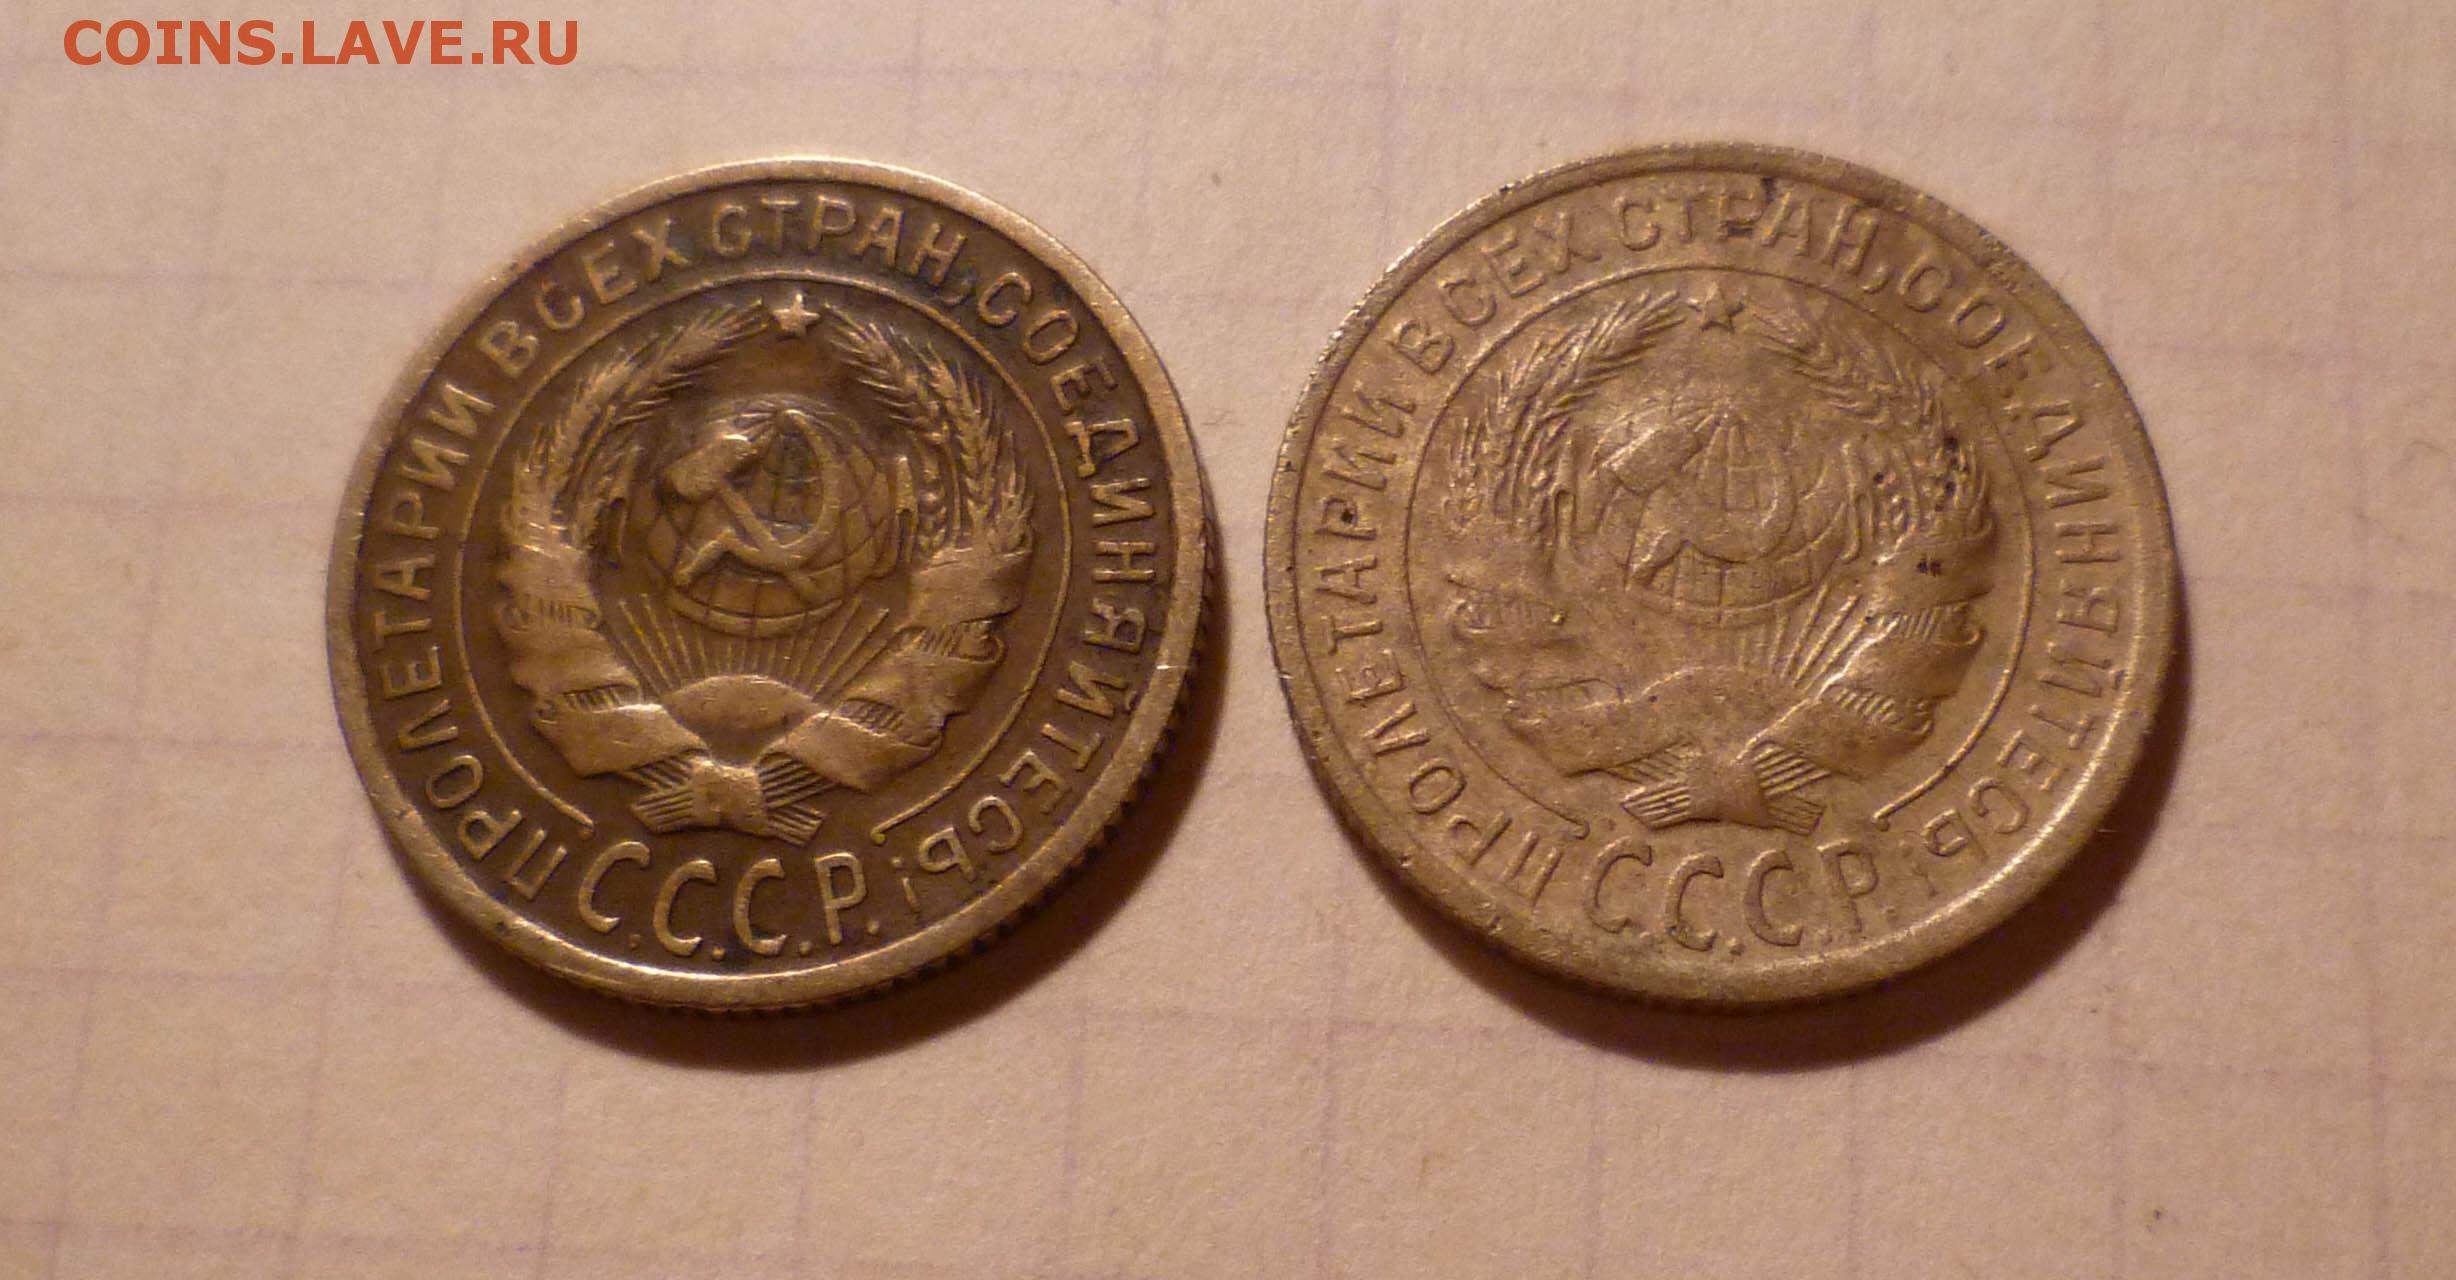 COINS.LAVE.RU
ПРОЛЕТАРИИ ВСЕХ СТРАН, СОЕДИНЯЙТЕСЬ!
С.С.С.Р.
ПРОЛЕТАРИИ ВСЕХ СТРАН, СОЕДИНЯЙТЕСЬ!
С.С.С.Р.